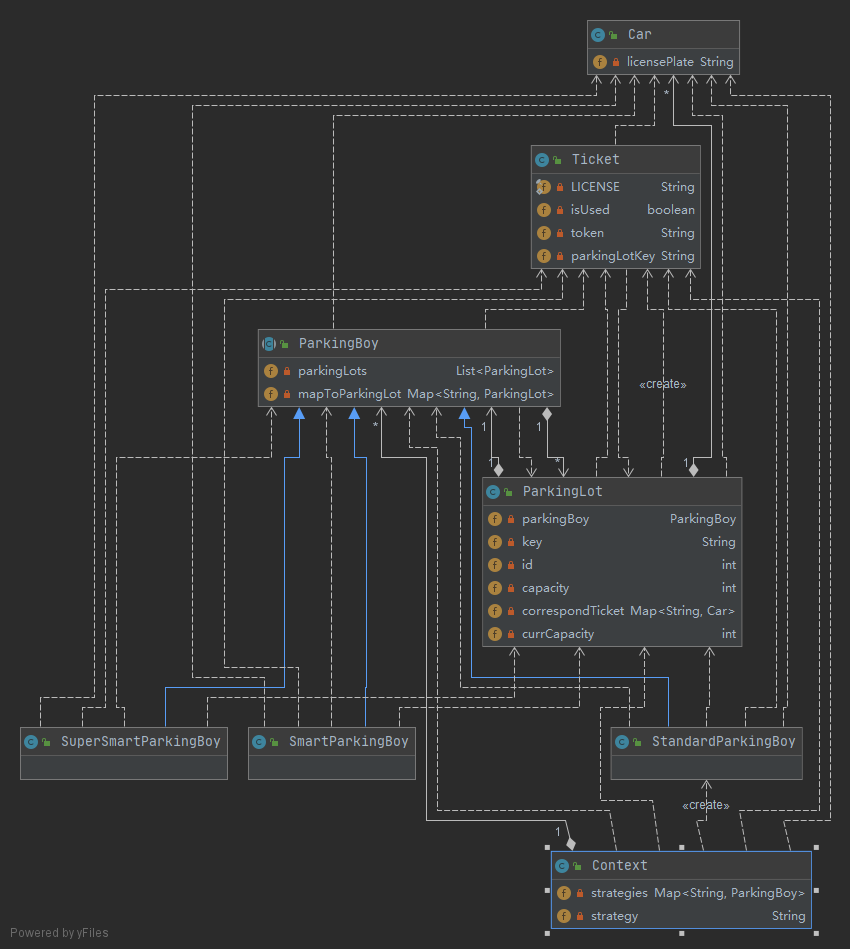 Car
licensePlate String
*
Ticket
LICENSE String
isUsed boolean
token String
parkingLotKey String
ParkingBoy
parkingLots List<ParkingLot>
mapToParkingLot Map<String, ParkingLot>
«create»
* 1 1
1 * 1
ParkingLot
parkingBoy ParkingBoy
key String
id int
capacity int
correspondTicket Map<String, Car>
currCapacity int
SuperSmartParkingBoy
SmartParkingBoy
StandardParkingBoy
«create»
1
Context
strategies Map<String, ParkingBoy>
strategy String
Powered by yFiles